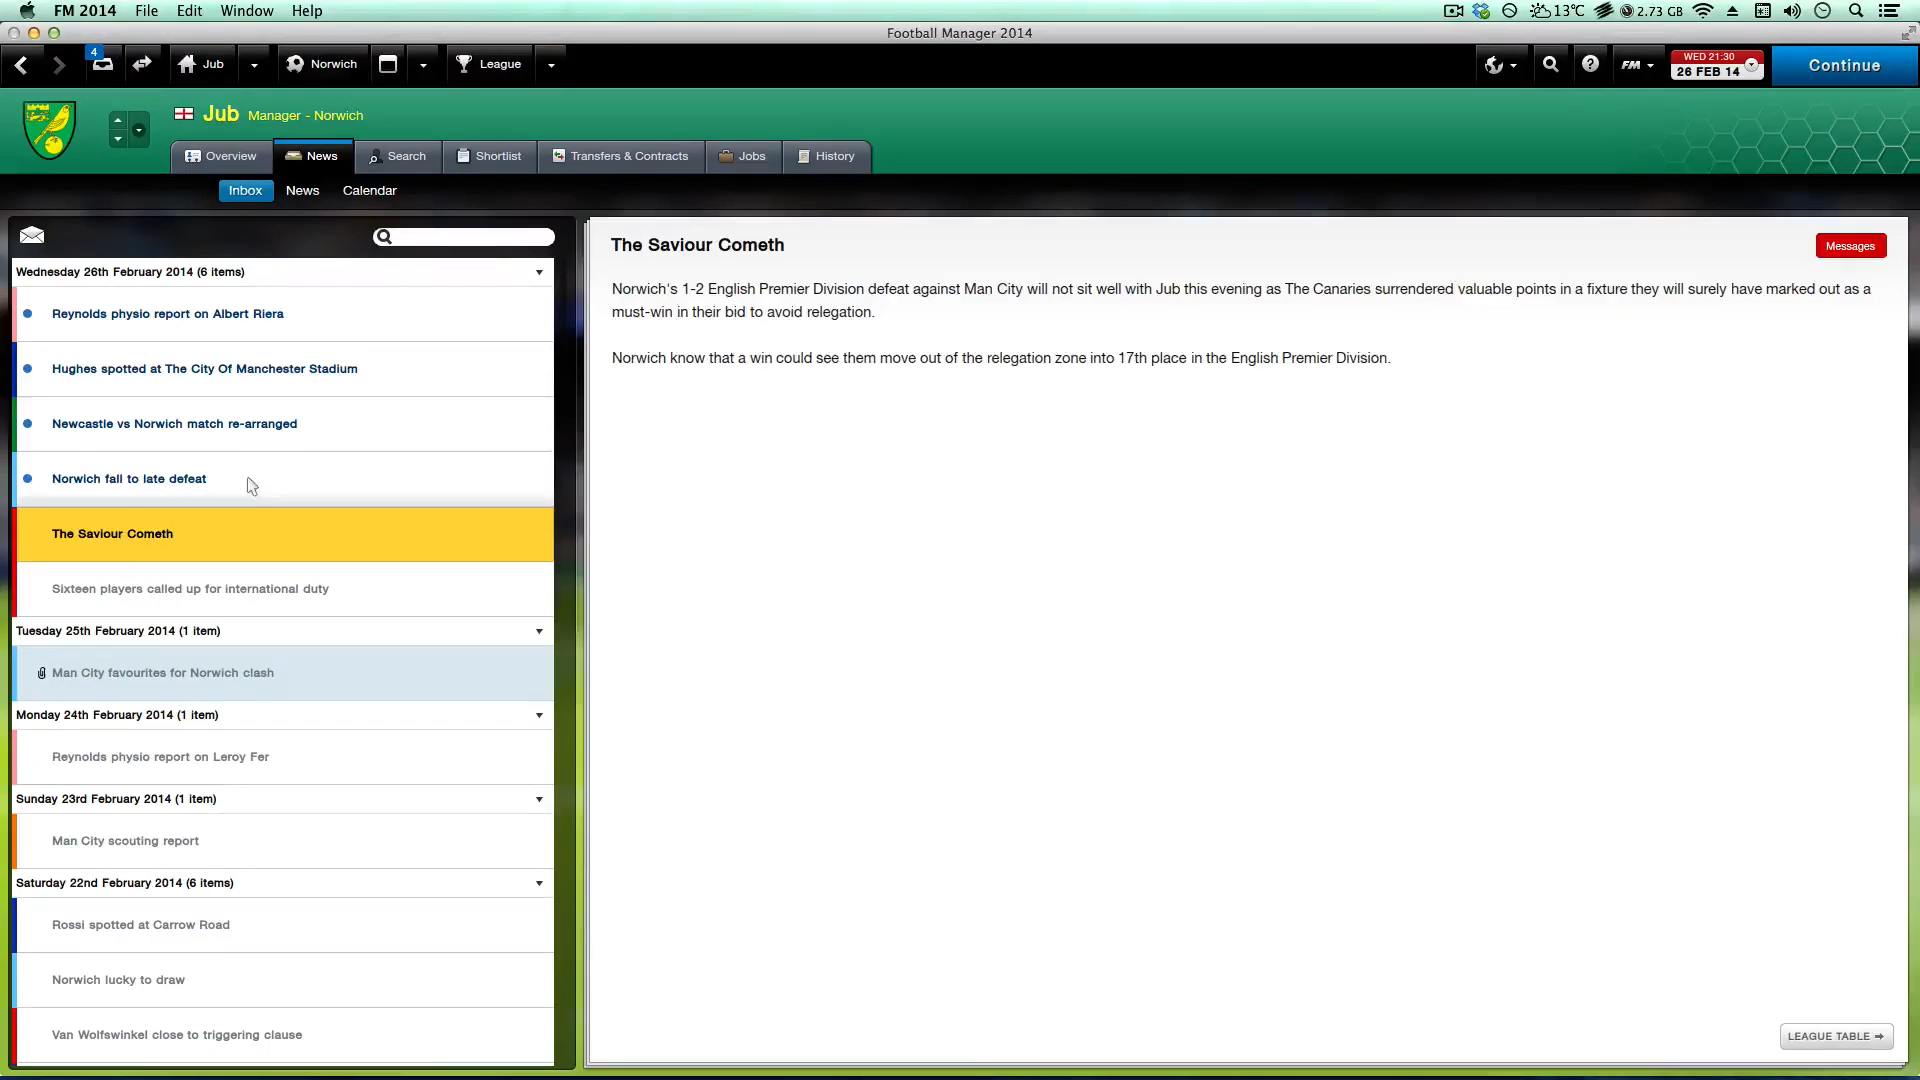 FM 2014 File Edit Window Help 13°C 2.73 GB
Football Manager 2014
4 Jub Norwich League FM WED 21:30 26 FEB 14 Continue
Jub Manager - Norwich
Overview News Search Shortlist Transfers & Contracts Jobs History
Inbox News Calendar
Wednesday 26th February 2014 (6 items)
Reynolds physio report on Albert Riera
Hughes spotted at The City Of Manchester Stadium
Newcastle vs Norwich match re-arranged
Norwich fall to late defeat
The Saviour Cometh
Sixteen players called up for international duty
Tuesday 25th February 2014 (1 item)
Man City favourites for Norwich clash
Monday 24th February 2014 (1 item)
Reynolds physio report on Leroy Fer
Sunday 23rd February 2014 (1 item)
Man City scouting report
Saturday 22nd February 2014 (6 items)
Rossi spotted at Carrow Road
Norwich lucky to draw
Van Wolfswinkel close to triggering clause
The Saviour Cometh
Messages
Norwich's 1-2 English Premier Division defeat against Man City will not sit well with Jub this evening as The Canaries surrendered valuable points in a fixture they will surely have marked out as a
must-win in their bid to avoid relegation.
Norwich know that a win could see them move out of the relegation zone into 17th place in the English Premier Division.
LEAGUE TABLE